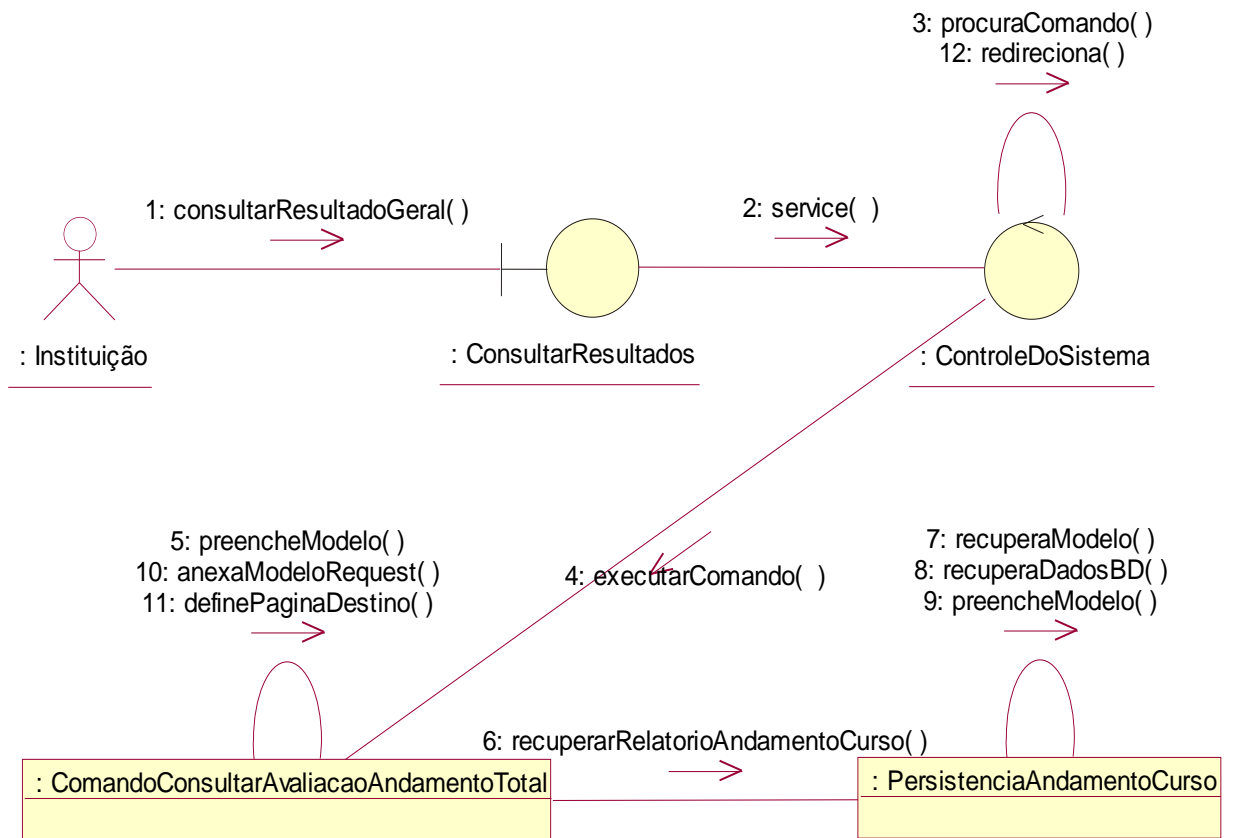 3: procuraComando( )
12: redireciona( )
1: consultarResultadoGeral( )
2: service(  )
: Instituição
: ConsultarResultados
: ControleDoSistema
5: preencheModelo( )
10: anexaModeloRequest( )
11: definePaginaDestino( )
4: executarComando(  )
7: recuperaModelo( )
8: recuperaDadosBD( )
9: preencheModelo( )
6: recuperarRelatorioAndamentoCurso( )
: ComandoConsultarAvaliacaoAndamentoTotal
: PersistenciaAndamentoCurso